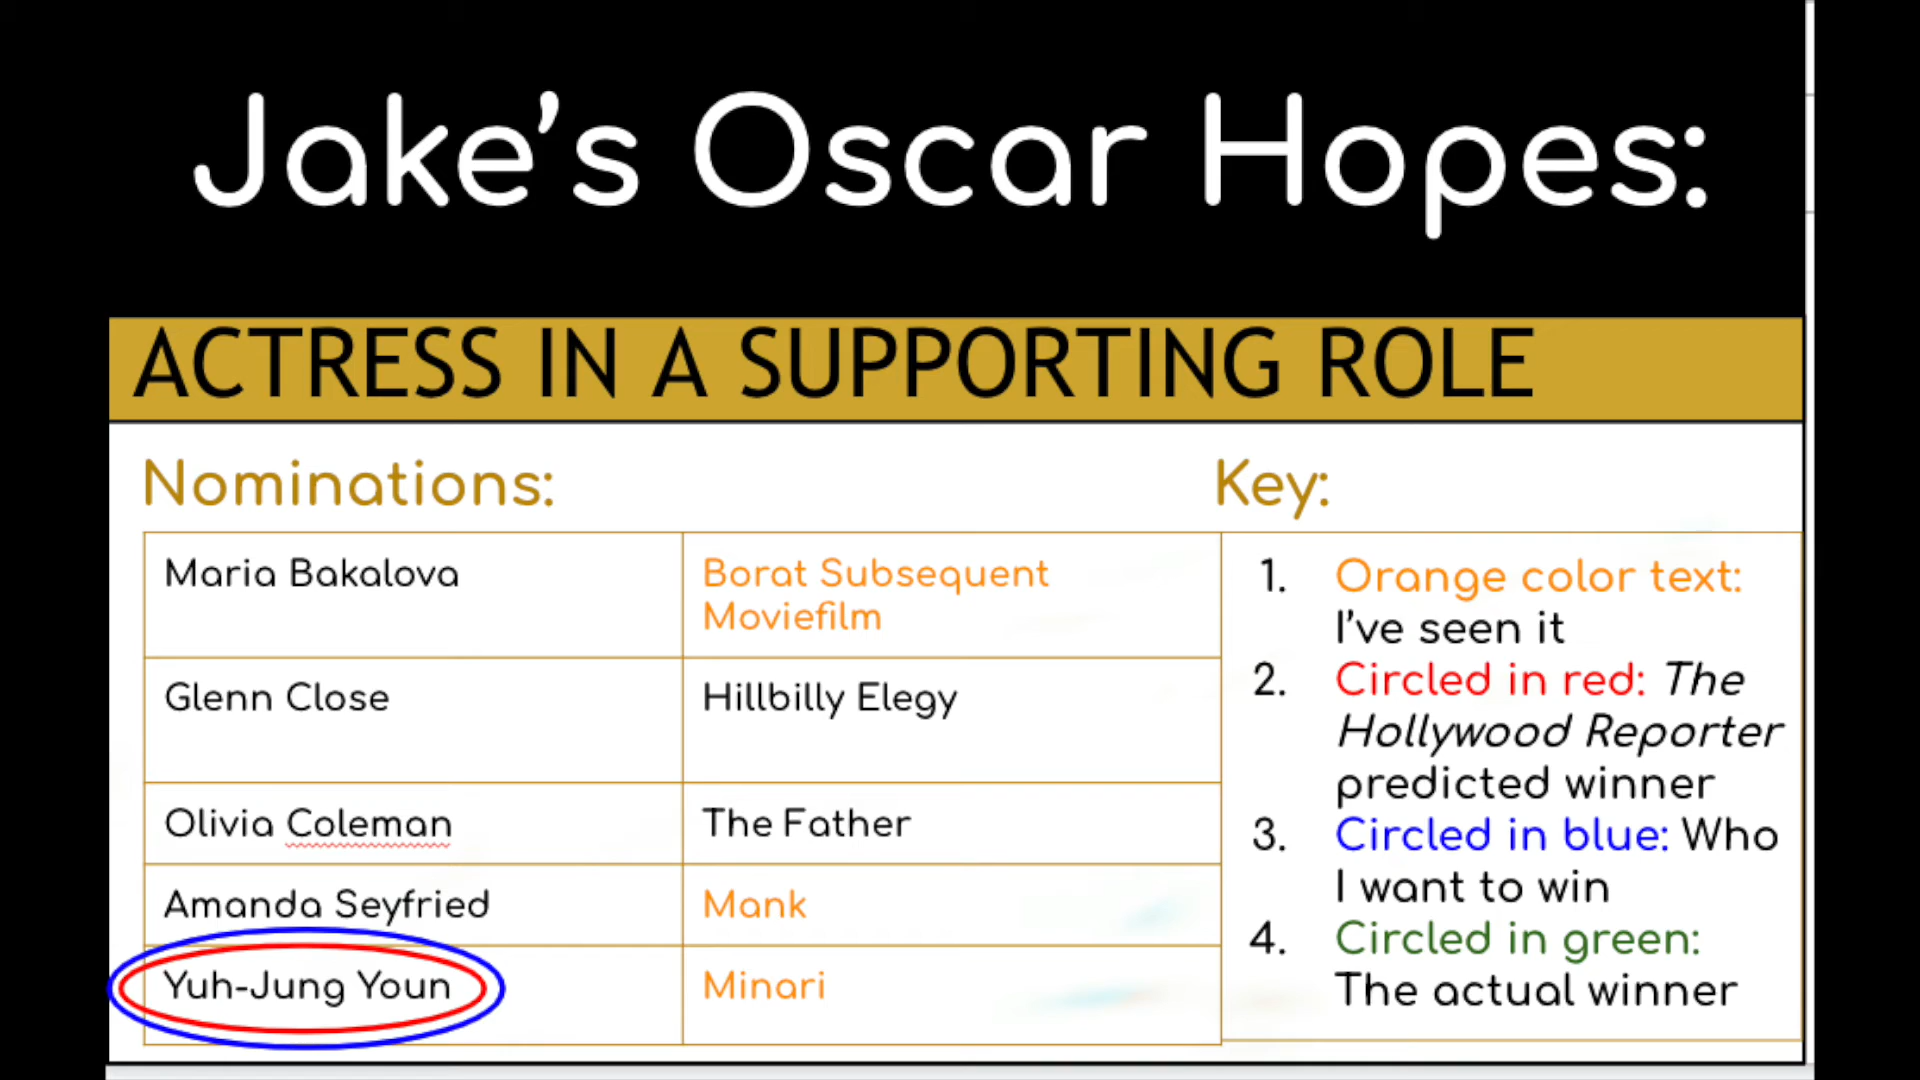 Jake’s Oscar Hopes:
ACTRESS IN A SUPPORTING ROLE
Nominations:
Maria Bakalova
Borat Subsequent
Moviefilm
Glenn Close
Hillbilly Elegy
Olivia Coleman
The Father
Amanda Seyfried
Mank
Yuh-Jung Youn
Minari
Key:
1. Orange color text:
I’ve seen it
2. Circled in red: The
Hollywood Reporter
predicted winner
3. Circled in blue: Who
I want to win
4. Circled in green:
The actual winner